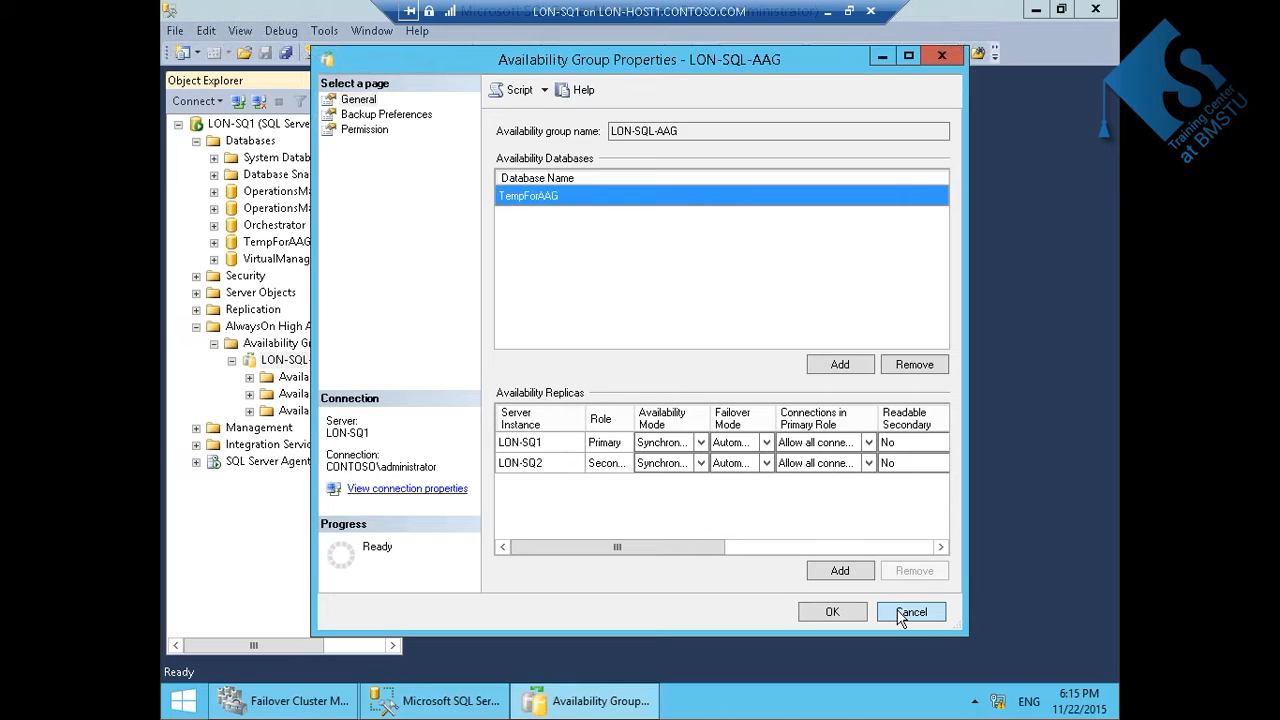 Microsoft S
LON-SQ1 on LON-HOST1.CONTOSO.COM
ministrator)
File Edit View Debug Tools Window Help
Availability Group Properties - LON-SQL-AAG
Object Explorer
Connect
LON-SQ1 (SQL Serve
Databases
System Datab
Database Sna
OperationsMa
OperationsMa
Orchestrator
TempForAAG
VirtualManag
Security
Server Objects
Replication
AlwaysOn High A
Availability Gr
LON-SQL-
Availa
Availa
Availa
Management
Integration Servic
SQL Server Agent
Select a page
General
Backup Preferences
Permission
Connection
Server:
LON-SQ1
Connection:
CONTOSO\administrator
View connection properties
Progress
Ready
Script Help
Availability group name: LON-SQL-AAG
Availability Databases
Database Name
TempForAAG
Add Remove
Availability Replicas
Server Instance Role Availability Mode Failover Mode Connections in Primary Role Readable Secondary
LON-SQ1 Primary Synchron... Autom... Allow all conne... No
LON-SQ2 Secon... Synchron... Autom... Allow all conne... No
Add Remove
OK Cancel
Ready
Failover Cluster M... Microsoft SQL Ser... Availability Group... ENG 6:15 PM
11/22/2015
S
Training Center
at BMSTU